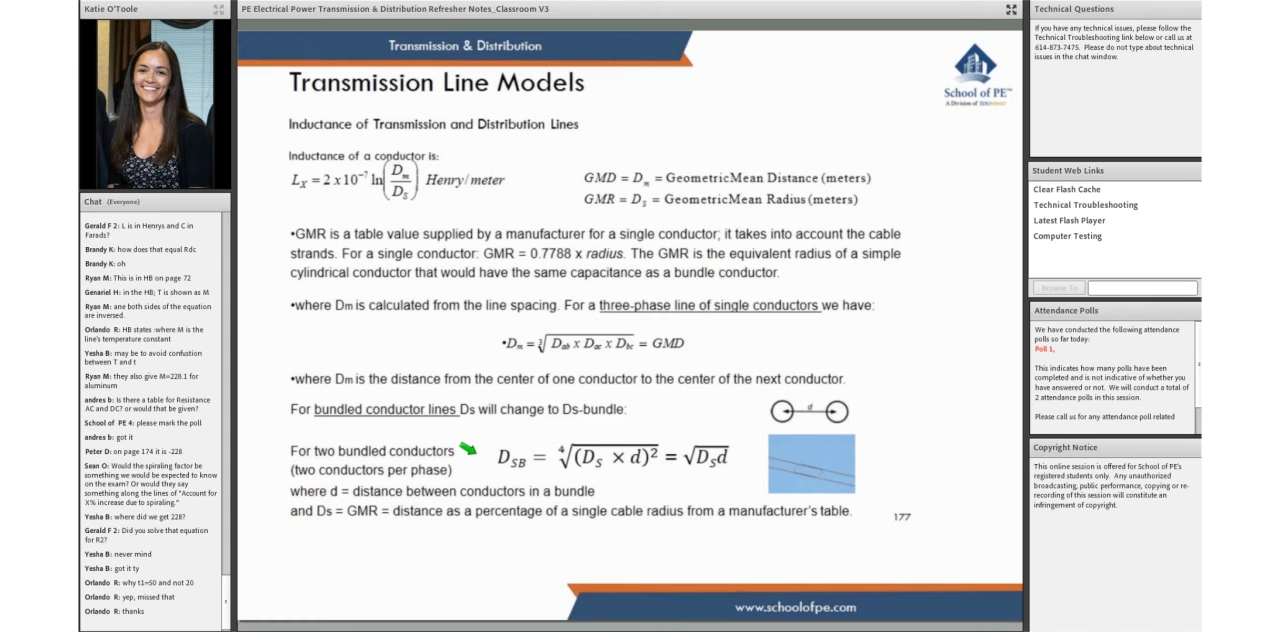 Katie O'Toole
PE Electrical Power Transmission & Distribution Refresher Notes_Classroom V3
Transmission & Distribution
School of PE™
Transmission Line Models
Inductance of Transmission and Distribution Lines
Inductance of a conductor is:
L_X = 2 x10^-7 ln(D_m / D_S) Henry/meter
GMD = D_m = GeometricMean Distance (meters)
GMR = D_s = GeometricMean Radius (meters)
•GMR is a table value supplied by a manufacturer for a single conductor; it takes into account the cable
strands. For a single conductor: GMR = 0.7788 x radius. The GMR is the equivalent radius of a simple
cylindrical conductor that would have the same capacitance as a bundle conductor.
•where Dm is calculated from the line spacing. For a three-phase line of single conductors we have:
•D_m = ∛(D_ab x D_ac x D_bc) = GMD
•where Dm is the distance from the center of one conductor to the center of the next conductor.
For bundled conductor lines Ds will change to Ds-bundle:
d
For two bundled conductors
(two conductors per phase)
D_SB = ∜((D_S × d)^2) = √(D_S d)
where d = distance between conductors in a bundle
and Ds = GMR = distance as a percentage of a single cable radius from a manufacturer's table.
177
www.schoolofpe.com
Chat (Everyone)
Gerald F 2: L is in Henrys and C in
Farads?
Brandy K: how does that equal Rdc
Brandy K: oh
Ryan M: This is in HB on page 72
Genariel H: in the HB; T is shown as M
Ryan M: ane both sides of the equation
are inversed.
Orlando R: HB states :where M is the
line's temperature constant
Yesha B: may be to avoid confustion
between T and t
Ryan M: they also give M=228.1 for
aluminum
andres b: Is there a table for Resistance
AC and DC? or would that be given?
School of PE 4: please mark the poll
andres b: got it
Peter D: on page 174 it is -228
Sean O: Would the spiraling factor be
something we would be expected to know
on the exam? Or would they say
something along the lines of "Account for
X% increase due to spiraling."
Yesha B: where did we get 228?
Gerald F 2: Did you solve that equation
for R2?
Yesha B: never mind
Yesha B: got it ty
Orlando R: why t1=50 and not 20
Orlando R: yep, missed that
Orlando R: thanks
Technical Questions
If you have any technical issues, please follow the
Technical Troubleshooting link below or call us at
614-873-7475. Please do not type about technical
issues in the chat window.
Student Web Links
Clear Flash Cache
Technical Troubleshooting
Latest Flash Player
Computer Testing
Browse To
Attendance Polls
We have conducted the following attendance
polls so far today:
Poll 1,
This indicates how many polls have been
completed and is not indicative of whether you
have answered or not. We will conduct a total of
2 attendance polls in this session.
Please call us for any attendance poll related
Copyright Notice
This online session is offered for School of PE's
registered students only. Any unauthorized
broadcasting, public performance, copying or re-
recording of this session will constitute an
infringement of copyright.